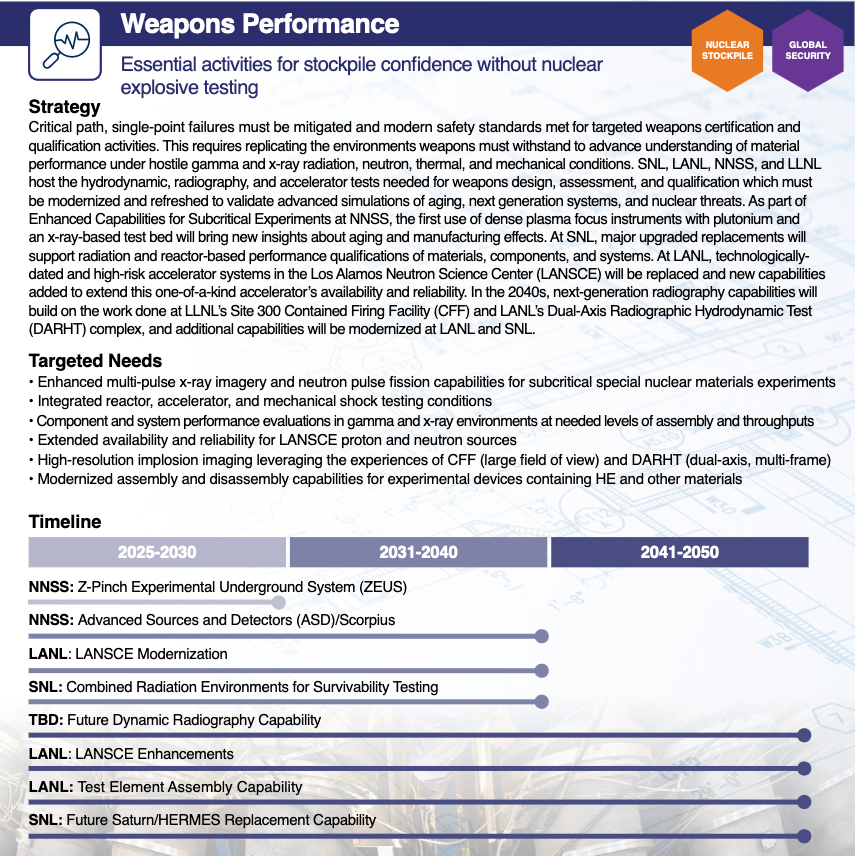 Weapons Performance
Essential activities for stockpile confidence without nuclear
explosive testing
NUCLEAR
STOCKPILE
GLOBAL
SECURITY
Strategy
Critical path, single-point failures must be mitigated and modern safety standards met for targeted weapons certification and
qualification activities. This requires replicating the environments weapons must withstand to advance understanding of material
performance under hostile gamma and x-ray radiation, neutron, thermal, and mechanical conditions. SNL, LANL, NNSS, and LLNL
host the hydrodynamic, radiography, and accelerator tests needed for weapons design, assessment, and qualification which must
be modernized and refreshed to validate advanced simulations of aging, next generation systems, and nuclear threats. As part of
Enhanced Capabilities for Subcritical Experiments at NNSS, the first use of dense plasma focus instruments with plutonium and
an x-ray-based test bed will bring new insights about aging and manufacturing effects. At SNL, major upgraded replacements will
support radiation and reactor-based performance qualifications of materials, components, and systems. At LANL, technologically-
dated and high-risk accelerator systems in the Los Alamos Neutron Science Center (LANSCE) will be replaced and new capabilities
added to extend this one-of-a-kind accelerator's availability and reliability. In the 2040s, next-generation radiography capabilities will
build on the work done at LLNL's Site 300 Contained Firing Facility (CFF) and LANL's Dual-Axis Radiographic Hydrodynamic Test
(DARHT) complex, and additional capabilities will be modernized at LANL and SNL.
Targeted Needs
• Enhanced multi-pulse x-ray imagery and neutron pulse fission capabilities for subcritical special nuclear materials experiments
• Integrated reactor, accelerator, and mechanical shock testing conditions
• Component and system performance evaluations in gamma and x-ray environments at needed levels of assembly and throughputs
• Extended availability and reliability for LANSCE proton and neutron sources
• High-resolution implosion imaging leveraging the experiences of CFF (large field of view) and DARHT (dual-axis, multi-frame)
• Modernized assembly and disassembly capabilities for experimental devices containing HE and other materials
Timeline
2025-2030 2031-2040 2041-2050
NNSS: Z-Pinch Experimental Underground System (ZEUS)
NNSS: Advanced Sources and Detectors (ASD)/Scorpius
LANL: LANSCE Modernization
SNL: Combined Radiation Environments for Survivability Testing
TBD: Future Dynamic Radiography Capability
LANL: LANSCE Enhancements
LANL: Test Element Assembly Capability
SNL: Future Saturn/HERMES Replacement Capability